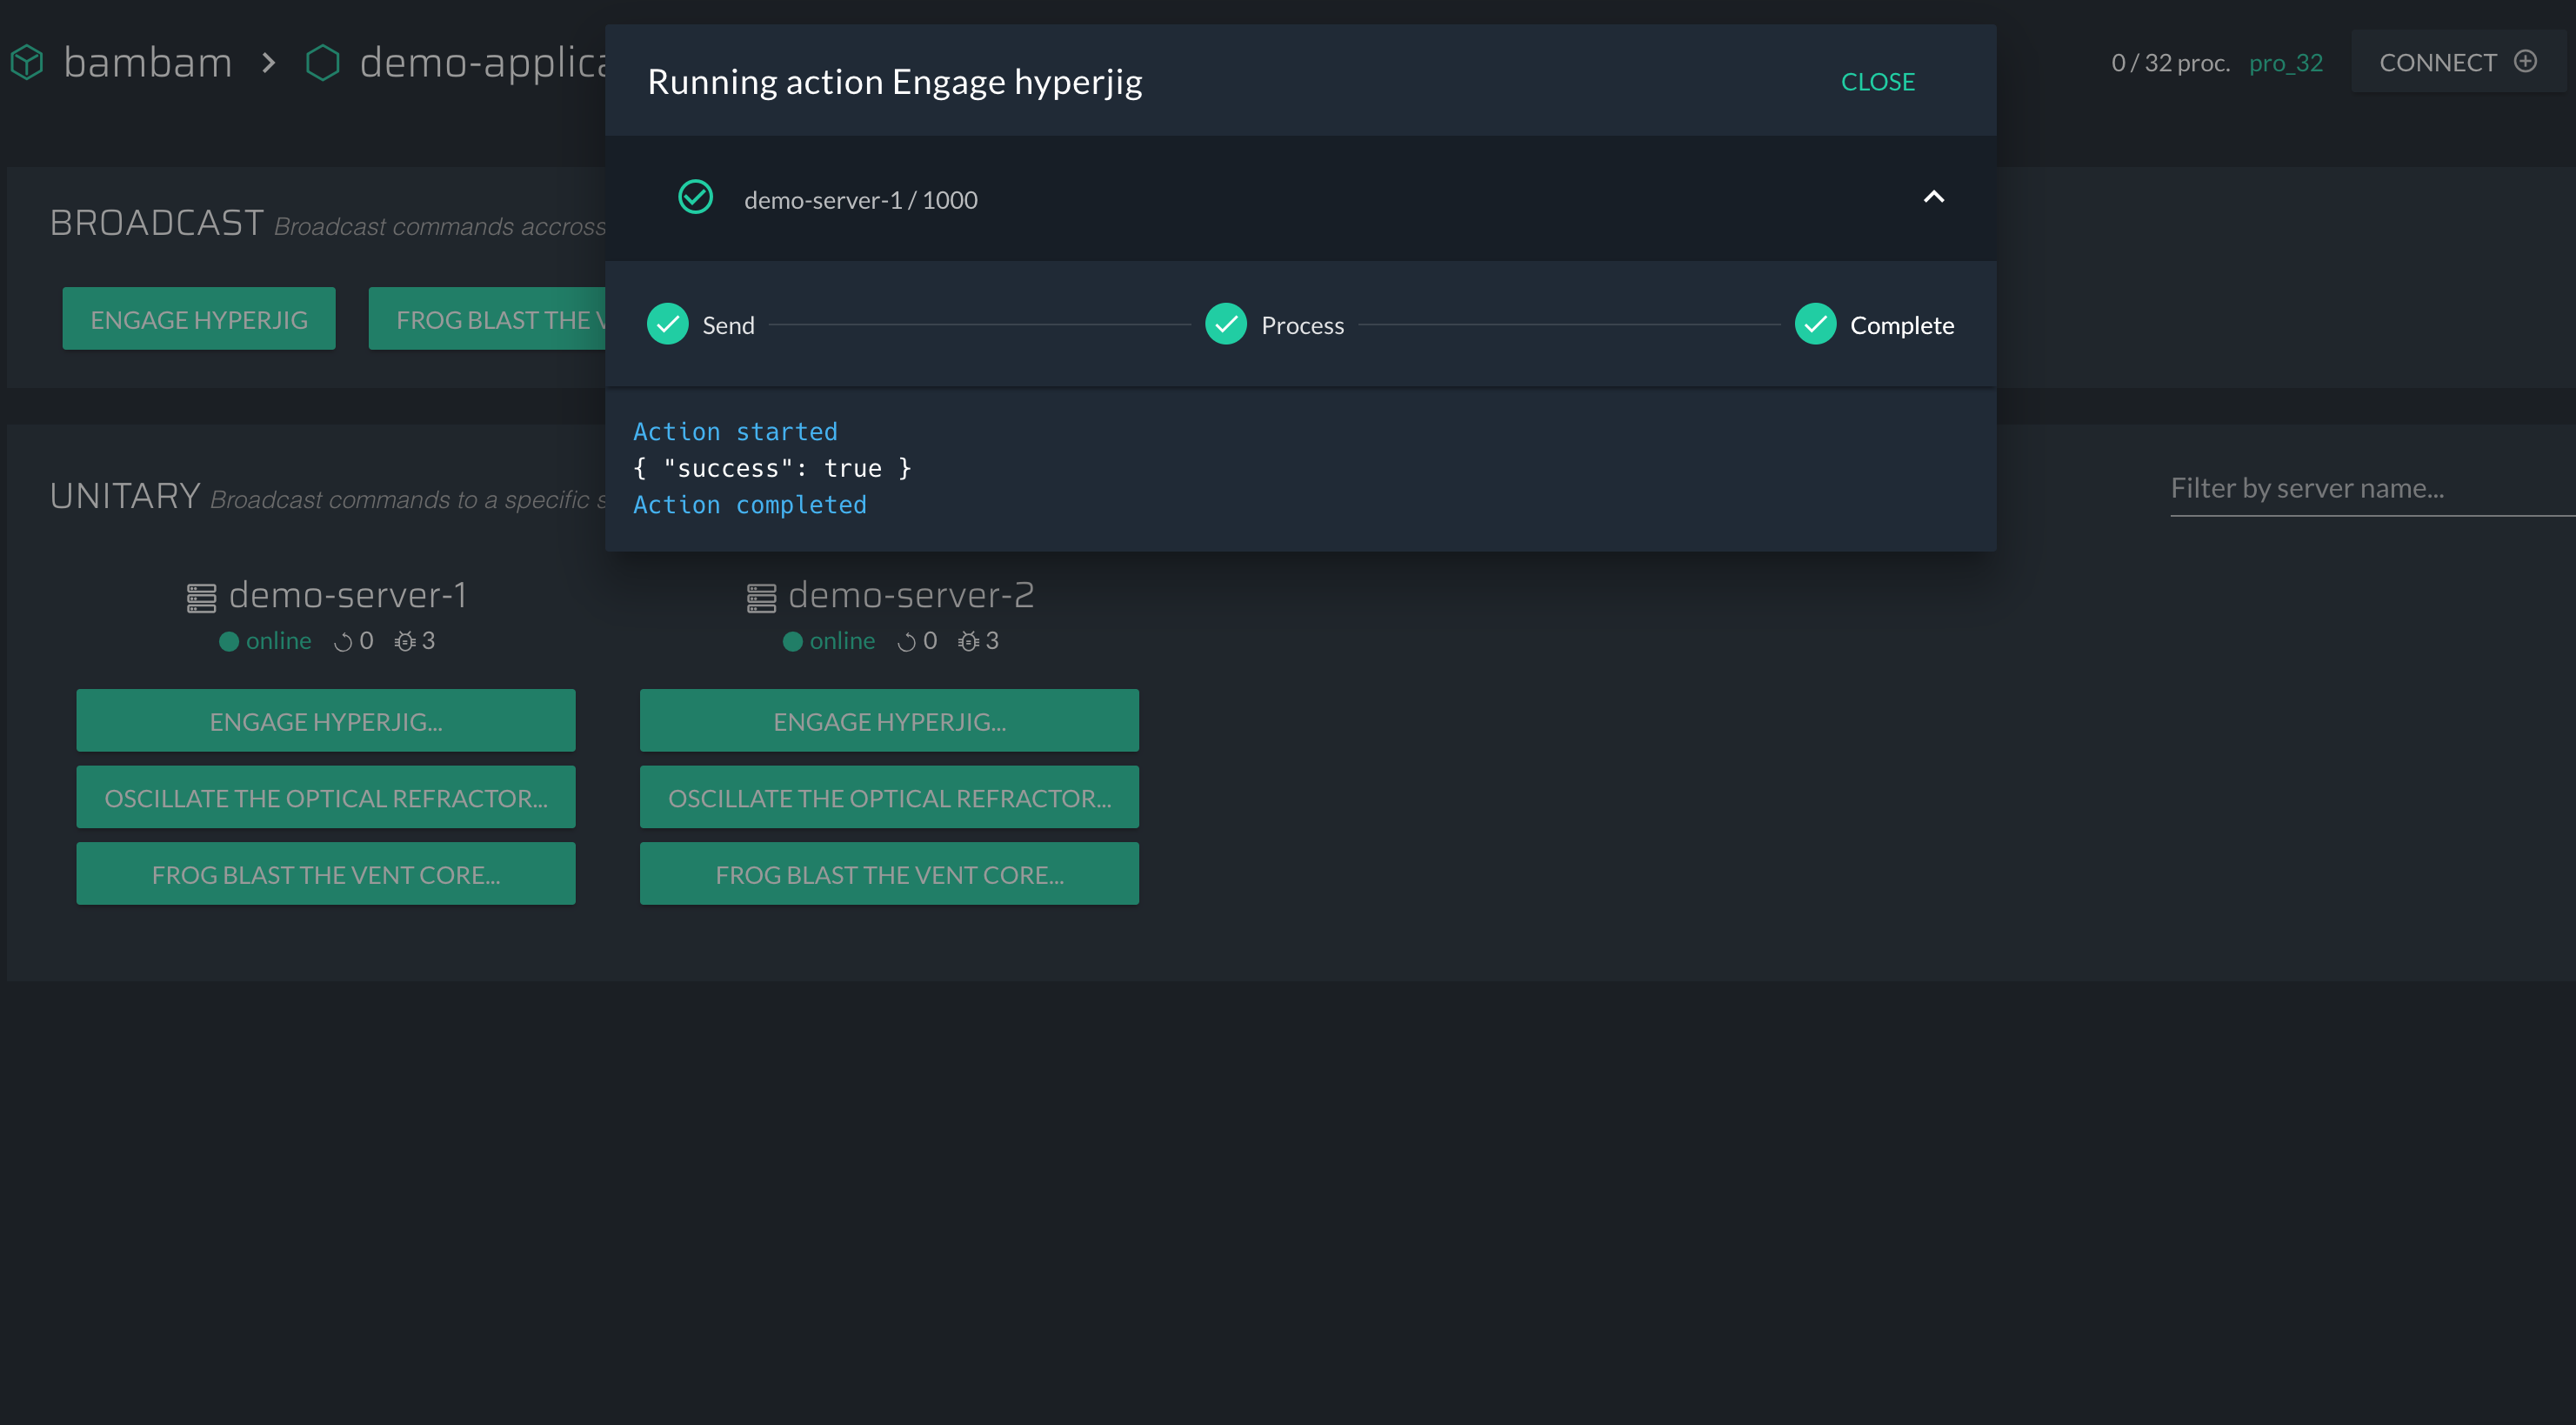 bambam > demo-applica
0 / 32 proc. pro_32 CONNECT
Running action Engage hyperjig
CLOSE
demo-server-1 / 1000
BROADCAST Broadcast commands accross
ENGAGE HYPERJIG
FROG BLAST THE V
Send
Process
Complete
Action started
{ "success": true }
Action completed
UNITARY Broadcast commands to a specific s
Filter by server name...
demo-server-1
online 0 3
ENGAGE HYPERJIG...
OSCILLATE THE OPTICAL REFRACTOR...
FROG BLAST THE VENT CORE...
demo-server-2
online 0 3
ENGAGE HYPERJIG...
OSCILLATE THE OPTICAL REFRACTOR...
FROG BLAST THE VENT CORE...